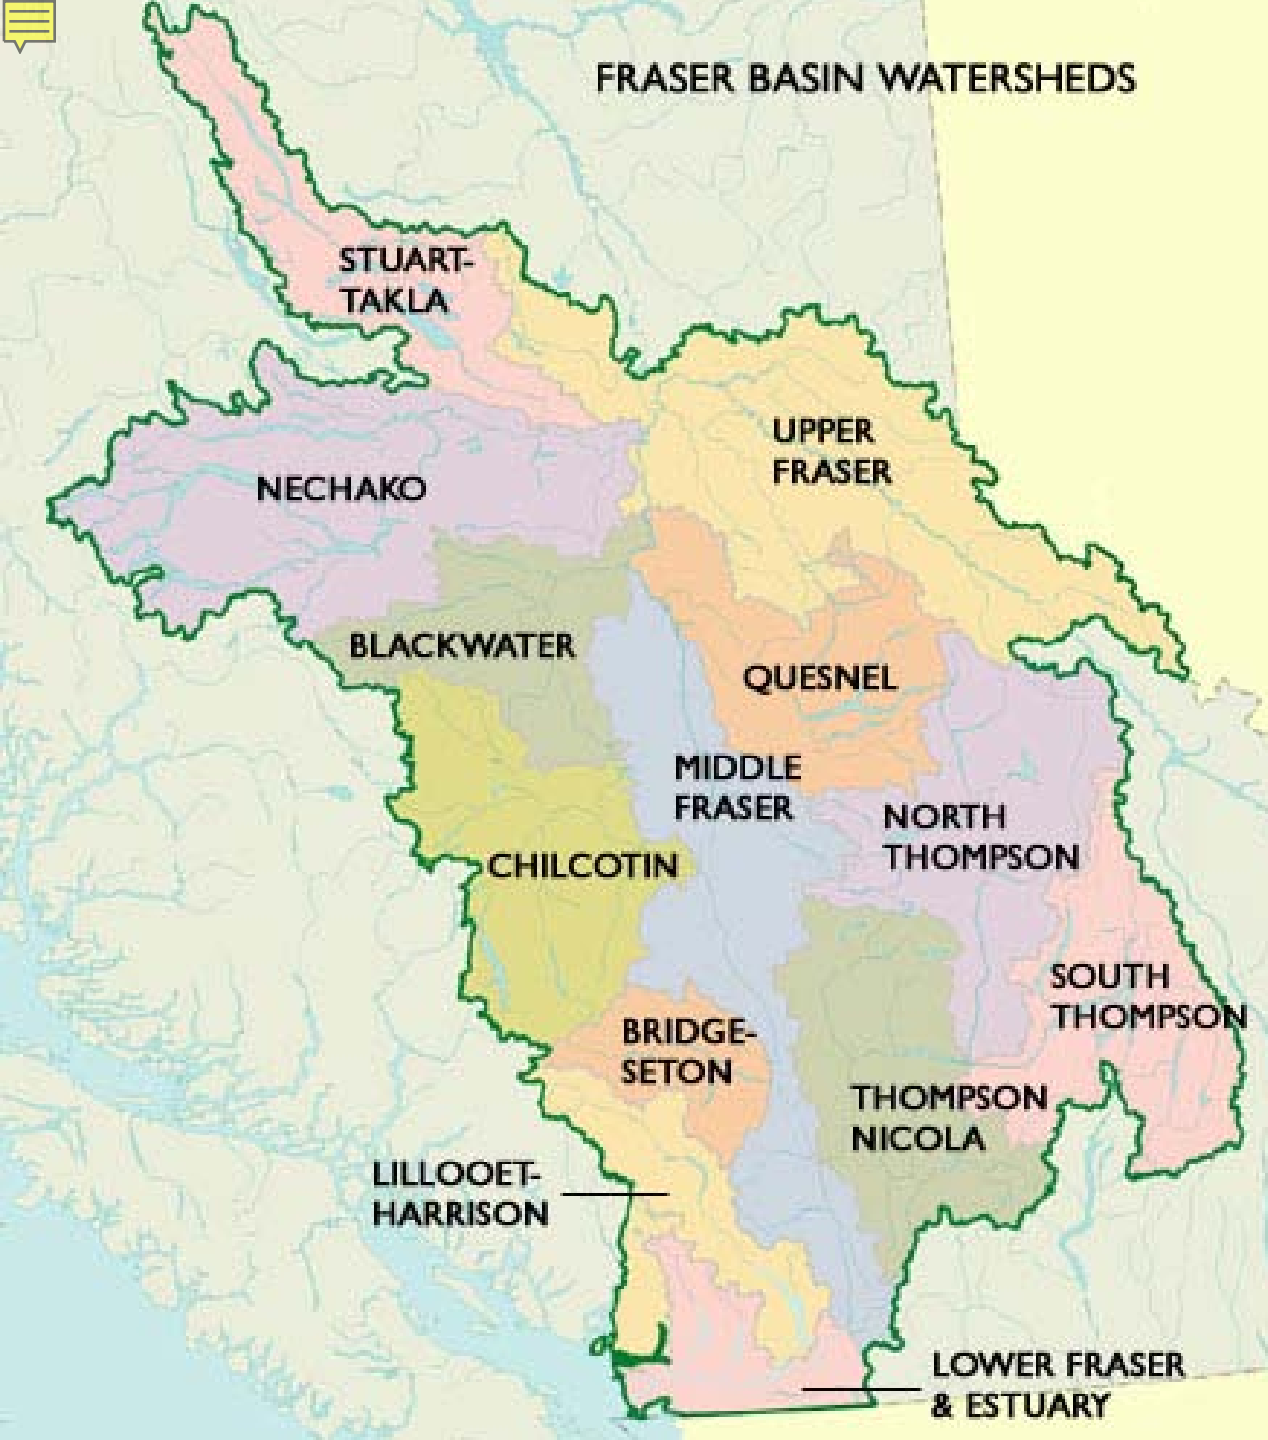 FRASER BASIN WATERSHEDS
STUART-
TAKLA
UPPER
FRASER
NECHAKO
BLACKWATER
QUESNEL
MIDDLE
FRASER
NORTH
THOMPSON
CHILCOTIN
SOUTH
THOMPSON
BRIDGE-
SETON
THOMPSON
NICOLA
LILLOOET-
HARRISON
LOWER FRASER
& ESTUARY